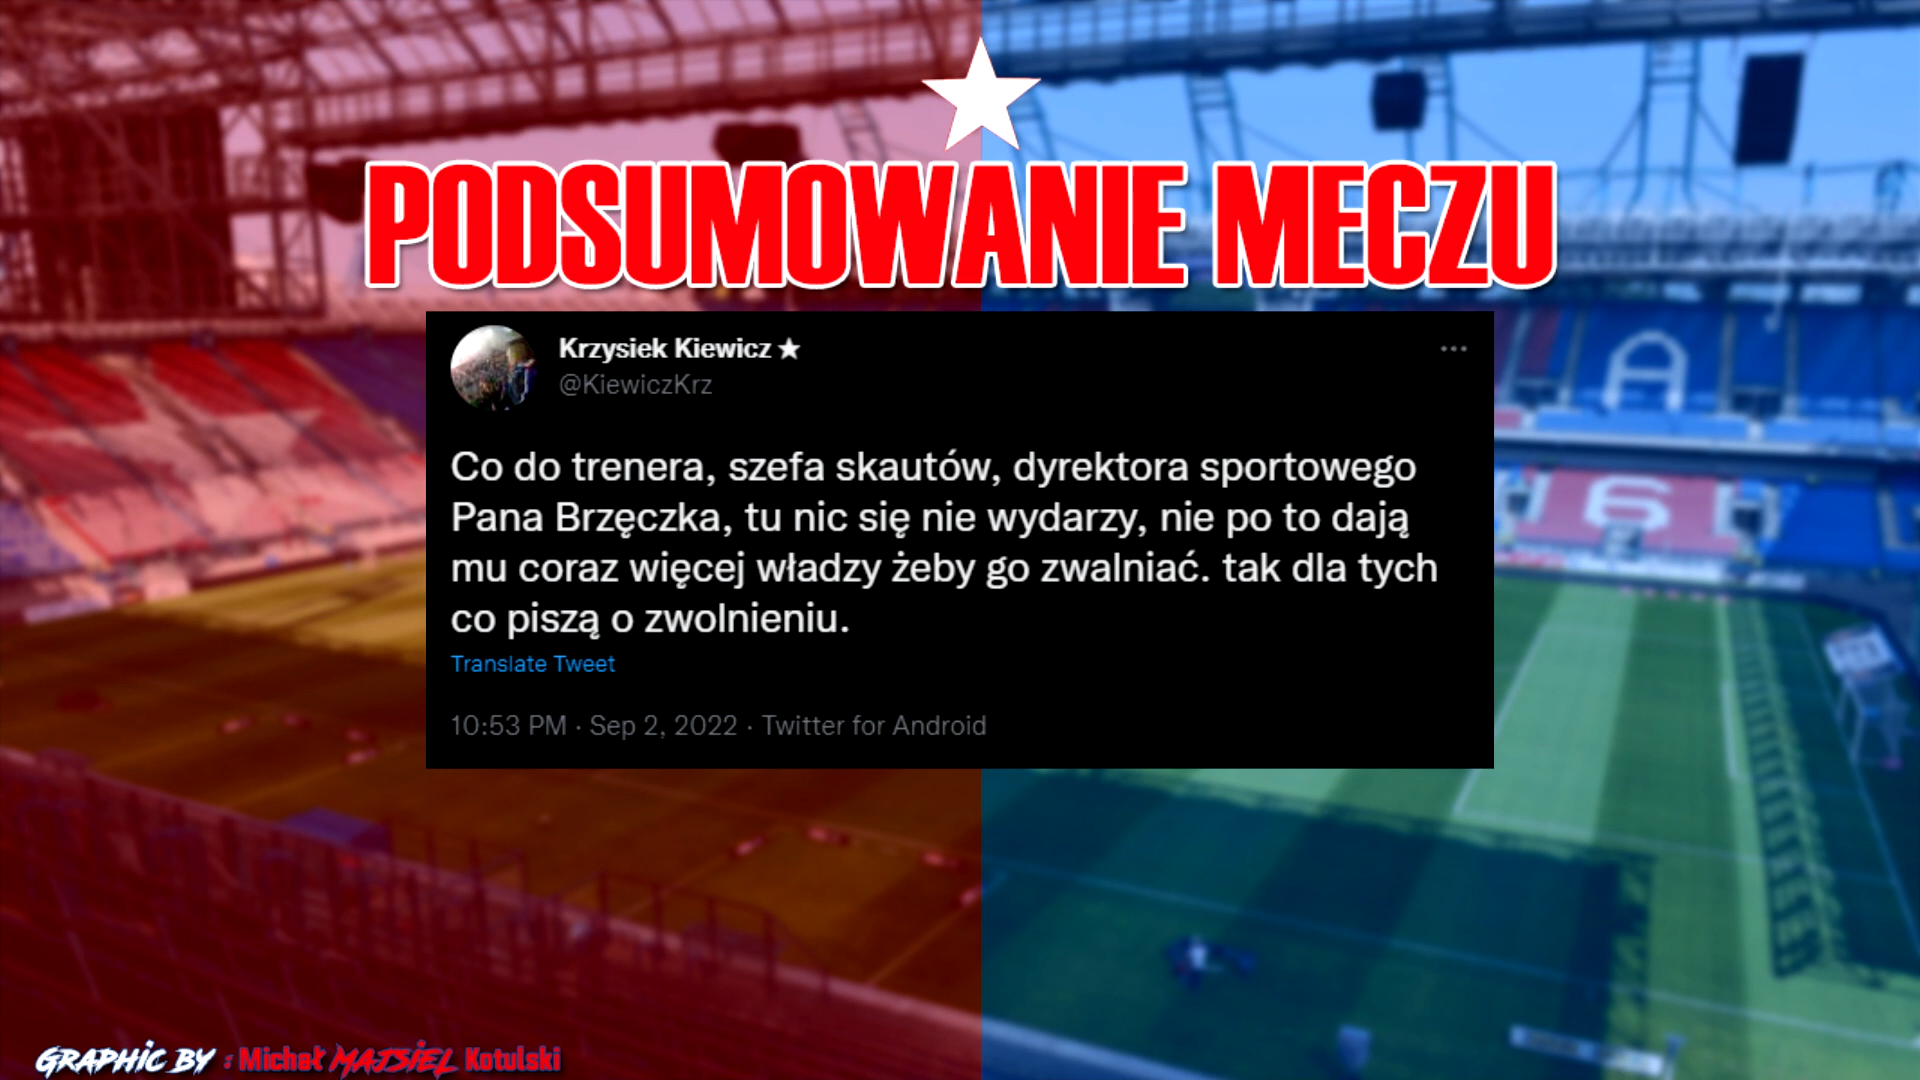 PODSUMOWANIE MECZU
Krzysiek Kiewicz ★
@KiewiczKrz
Co do trenera, szefa skautów, dyrektora sportowego
Pana Brzęczka, tu nic się nie wydarzy, nie po to dają
mu coraz więcej władzy żeby go zwalniać. tak dla tych
co piszą o zwolnieniu.
Translate Tweet
10:53 PM · Sep 2, 2022 · Twitter for Android
GRAPHIC BY : Michał MAJSIEL Kotulski